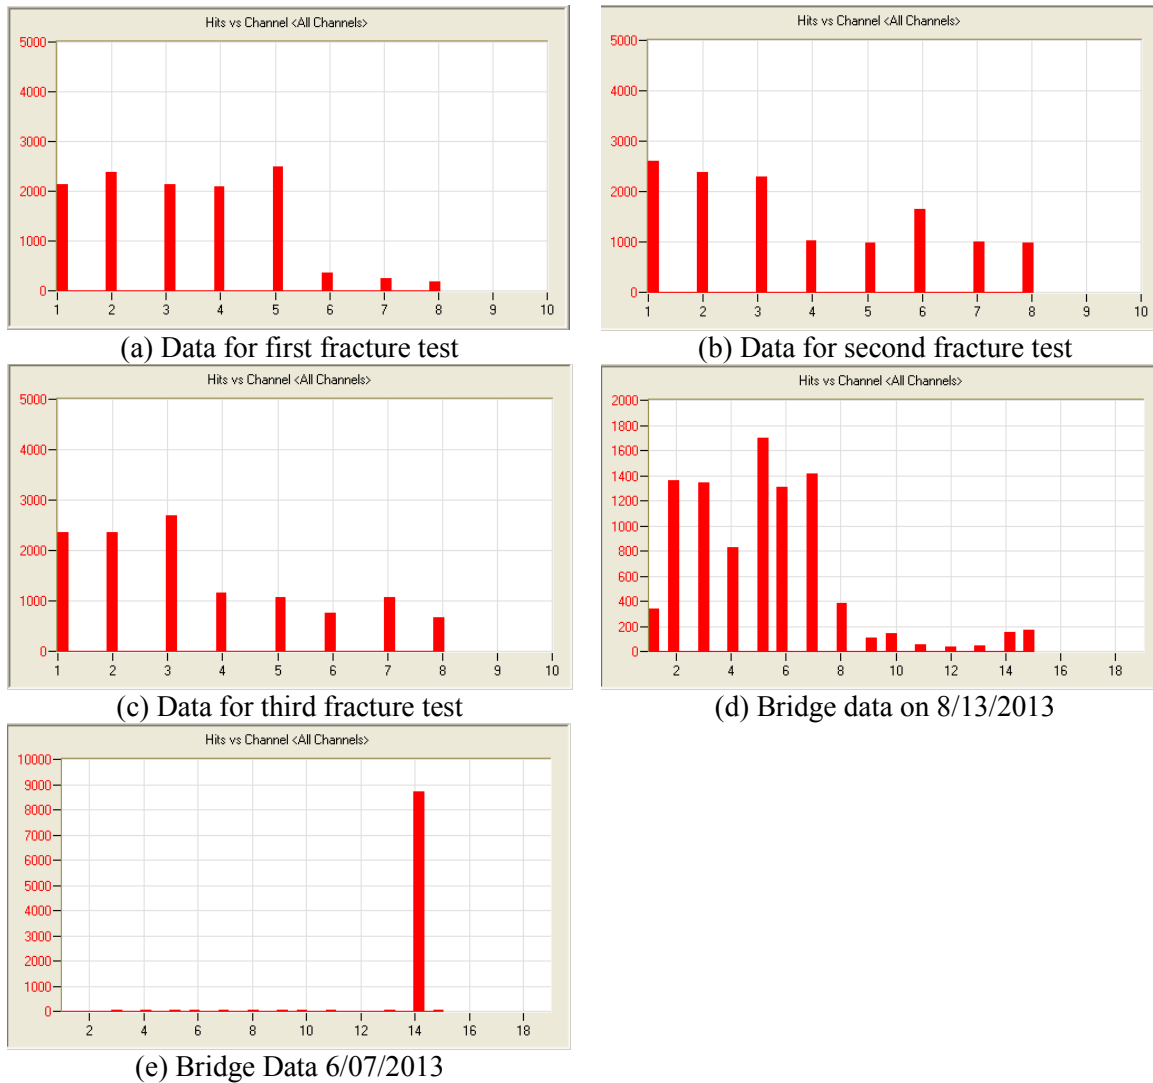 Hits vs Channel <All Channels>
5000
4000
3000
2000
1000
0
1 2 3 4 5 6 7 8 9 10
(a) Data for first fracture test
Hits vs Channel <All Channels>
5000
4000
3000
2000
1000
0
1 2 3 4 5 6 7 8 9 10
(b) Data for second fracture test
Hits vs Channel <All Channels>
5000
4000
3000
2000
1000
0
1 2 3 4 5 6 7 8 9 10
(c) Data for third fracture test
Hits vs Channel <All Channels>
2000
1800
1600
1400
1200
1000
800
600
400
200
0
2 4 6 8 10 12 14 16 18
(d) Bridge data on 8/13/2013
Hits vs Channel <All Channels>
10000
9000
8000
7000
6000
5000
4000
3000
2000
1000
0
2 4 6 8 10 12 14 16 18
(e) Bridge Data 6/07/2013